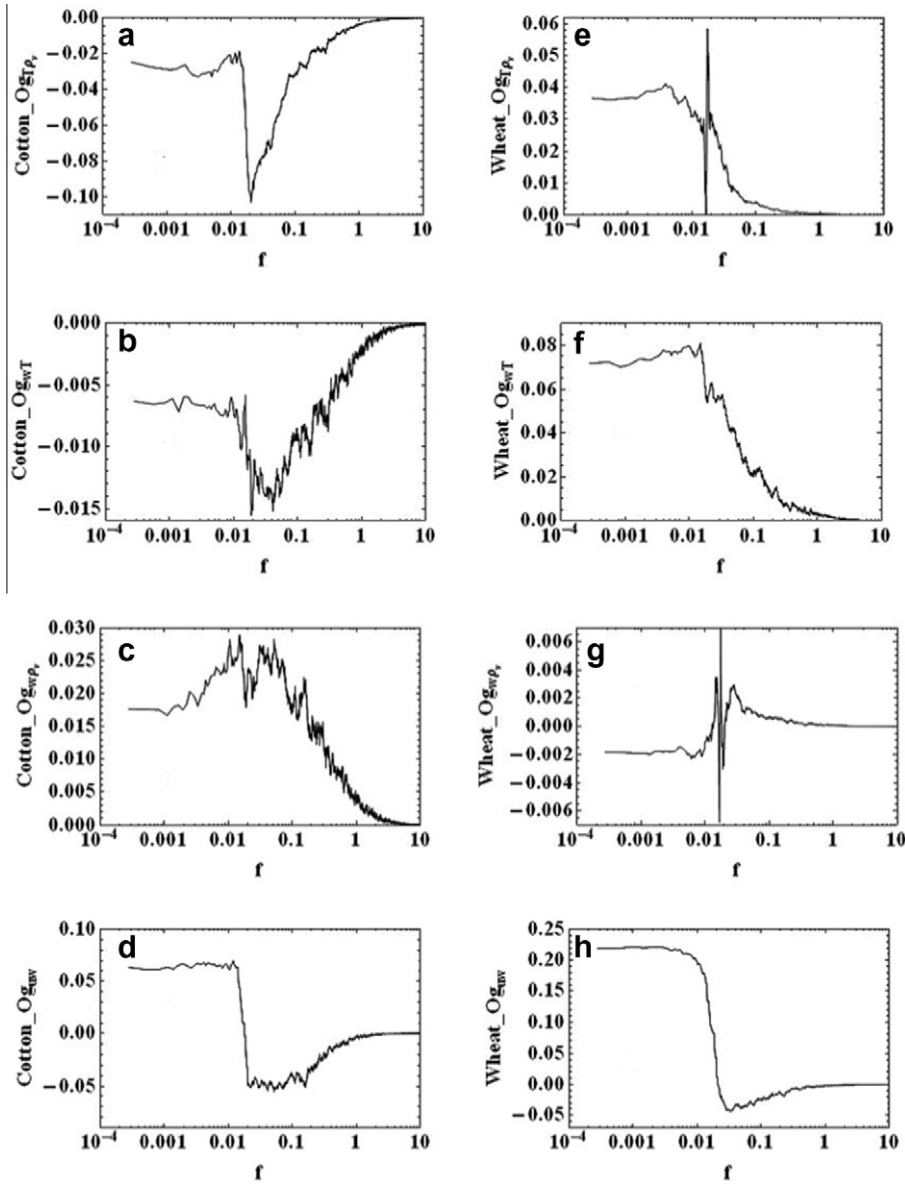 a
Cotton_Og_Tρv
0.00
−0.02
−0.04
−0.06
−0.08
−0.10
10^−4 0.001 0.01 0.1 1 10
f
e
Wheat_Og_Tρv
0.06
0.05
0.04
0.03
0.02
0.01
0.00
10^−4 0.001 0.01 0.1 1 10
f
b
Cotton_Og_wT
0.000
−0.005
−0.010
−0.015
10^−4 0.001 0.01 0.1 1 10
f
f
Wheat_Og_wT
0.08
0.06
0.04
0.02
0.00
10^−4 0.001 0.01 0.1 1 10
f
c
Cotton_Og_wρv
0.030
0.025
0.020
0.015
0.010
0.005
0.000
10^−4 0.001 0.01 0.1 1 10
f
g
Wheat_Og_wρv
0.006
0.004
0.002
0.000
−0.002
−0.004
−0.006
10^−4 0.001 0.01 0.1 1 10
f
d
Cotton_Og_uw
0.10
0.05
0.00
−0.05
10^−4 0.001 0.01 0.1 1 10
f
h
Wheat_Og_uw
0.25
0.20
0.15
0.10
0.05
0.00
−0.05
10^−4 0.001 0.01 0.1 1 10
f